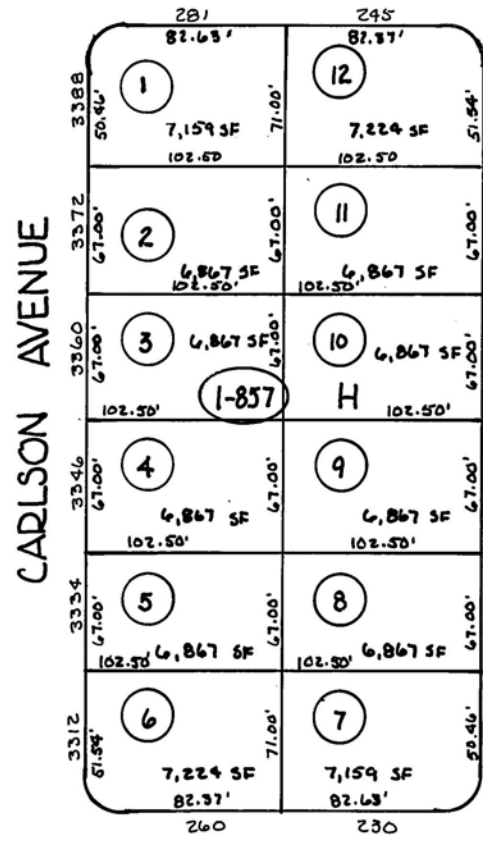 281 245
82.63' 82.37'
3388 50.46' 1 71.00' 12 51.54'
7,159 SF 7,224 SF
102.50 102.50
CARLSON AVENUE
3372 67.00' 2 67.00' 11 67.00'
6,867 SF 6,867 SF
102.50' 102.50'
3360 67.00' 3 6,867 SF 67.00' 10 6,867 SF 67.00'
102.50' 1-857 H 102.50'
3346 67.00' 4 9 67.00'
6,867 SF 6,867 SF
102.50' 102.50'
3334 67.00' 5 67.00' 8 67.00'
102.50' 6,867 SF 102.50' 6,867 SF
3312 51.54' 6 71.00' 7 50.46'
7,224 SF 7,159 SF
82.37' 82.63'
260 230